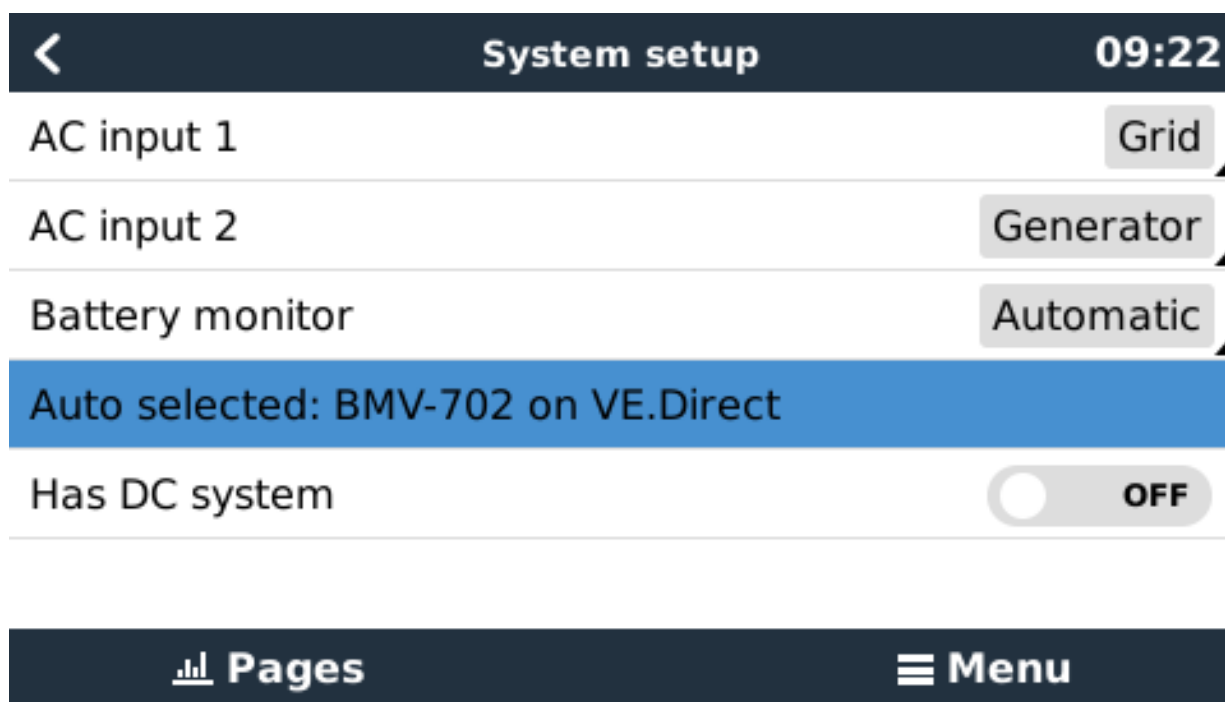 System setup 09:22
AC input 1 Grid
AC input 2 Generator
Battery monitor Automatic
Auto selected: BMV-702 on VE.Direct
Has DC system OFF
Pages Menu